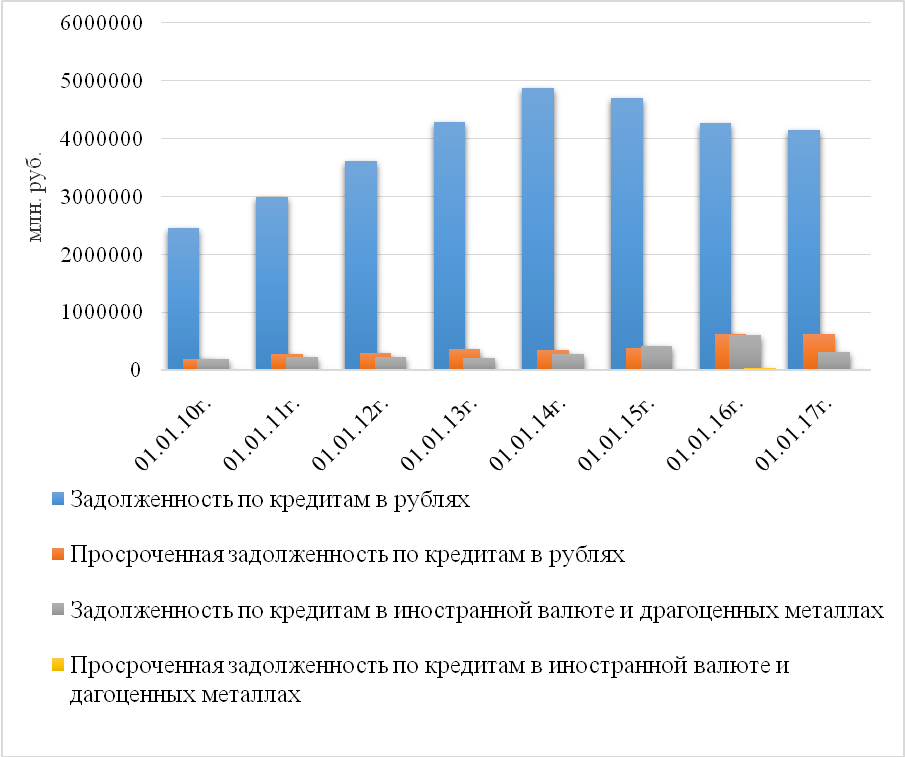 6000000
5000000
4000000
3000000
2000000
1000000
0
млн. руб.
01.01.10г.
01.01.11г.
01.01.12г.
01.01.13г.
01.01.14г.
01.01.15г.
01.01.16г.
01.01.17г.
Задолженность по кредитам в рублях
Просроченная задолженность по кредитам в рублях
Задолженность по кредитам в иностранной валюте и драгоценных металлах
Просроченная задолженность по кредитам в иностранной валюте и
дагоценных металлах